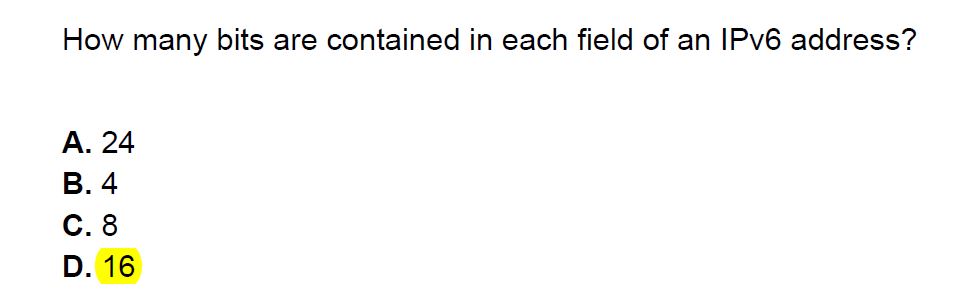 How many bits are contained in each field of an IPv6 address?
A. 24
B. 4
C. 8
D. 16